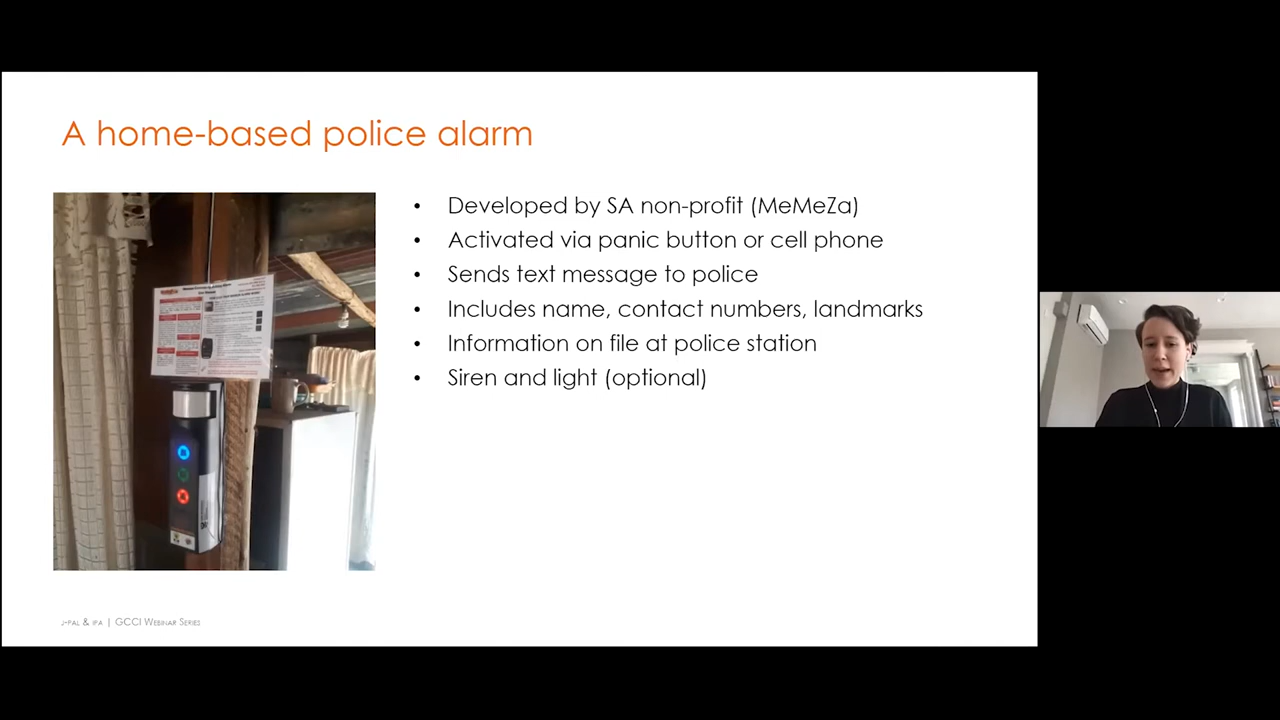 A home-based police alarm
• Developed by SA non-profit (MeMeZa)
• Activated via panic button or cell phone
• Sends text message to police
• Includes name, contact numbers, landmarks
• Information on file at police station
• Siren and light (optional)
J-PAL & IPA | GCCI Webinar Series